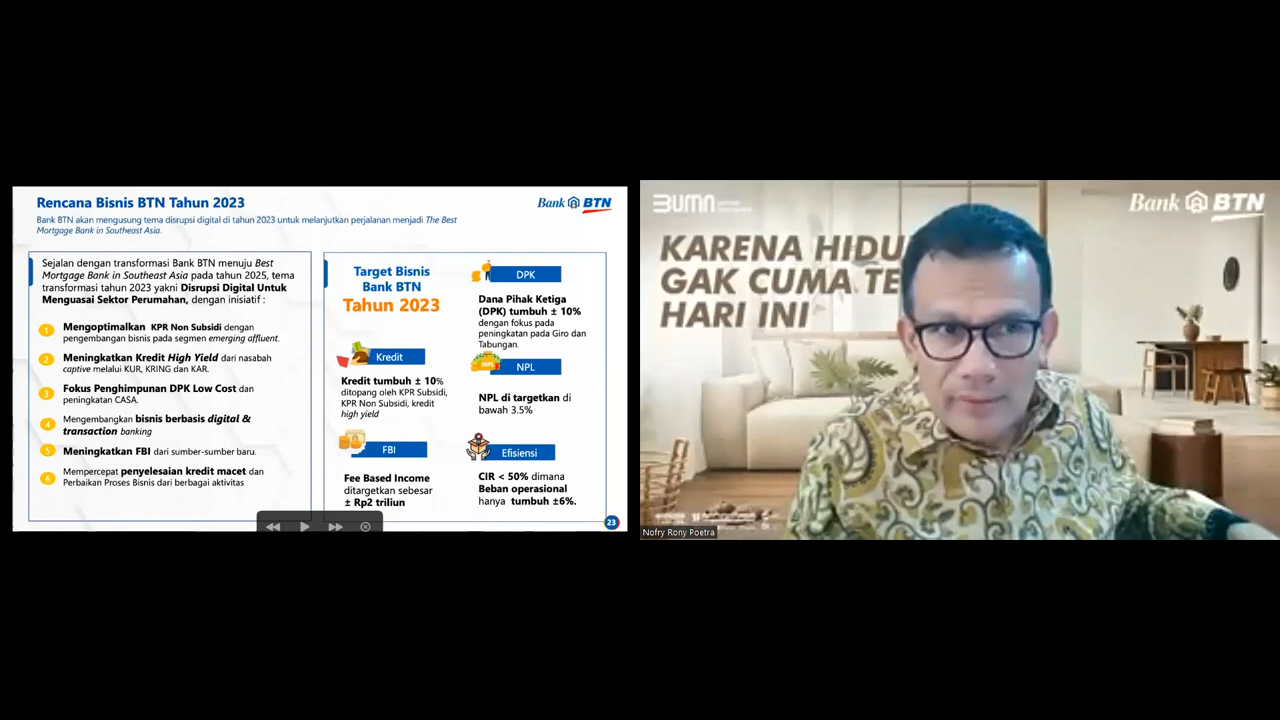 Rencana Bisnis BTN Tahun 2023
Bank BTN
Bank BTN akan mengusung tema disrupsi digital di tahun 2023 untuk melanjutkan perjalanan menjadi The Best
Mortgage Bank in Southeast Asia.
Sejalan dengan transformasi Bank BTN menuju Best
Mortgage Bank in Southeast Asia pada tahun 2025, tema
transformasi tahun 2023 yakni Disrupsi Digital Untuk
Menguasai Sektor Perumahan, dengan inisiatif :
1 Mengoptimalkan KPR Non Subsidi dengan
pengembangan bisnis pada segmen emerging affluent.
2 Meningkatkan Kredit High Yield dari nasabah
captive melalui KUR, KRING dan KAR.
3 Fokus Penghimpunan DPK Low Cost dan
peningkatan CASA.
4 Mengembangkan bisnis berbasis digital &
transaction banking
5 Meningkatkan FBI dari sumber-sumber baru.
6 Mempercepat penyelesaian kredit macet dan
Perbaikan Proses Bisnis dari berbagai aktivitas
Target Bisnis
Bank BTN
Tahun 2023
DPK
Dana Pihak Ketiga
(DPK) tumbuh ± 10%
dengan fokus pada
peningkatan pada Giro dan
Tabungan.
Kredit
Kredit tumbuh ± 10%
ditopang oleh KPR Subsidi,
KPR Non Subsidi, kredit
high yield
NPL
NPL
NPL di targetkan di
bawah 3.5%
FBI
Fee Based Income
ditargetkan sebesar
± Rp2 triliun
Efisiensi
CIR < 50% dimana
Beban operasional
hanya tumbuh ±6%.
23
BUMN
Bank BTN
KARENA HIDU
GAK CUMA TE
HARI INI
Nofry Rony Poetra